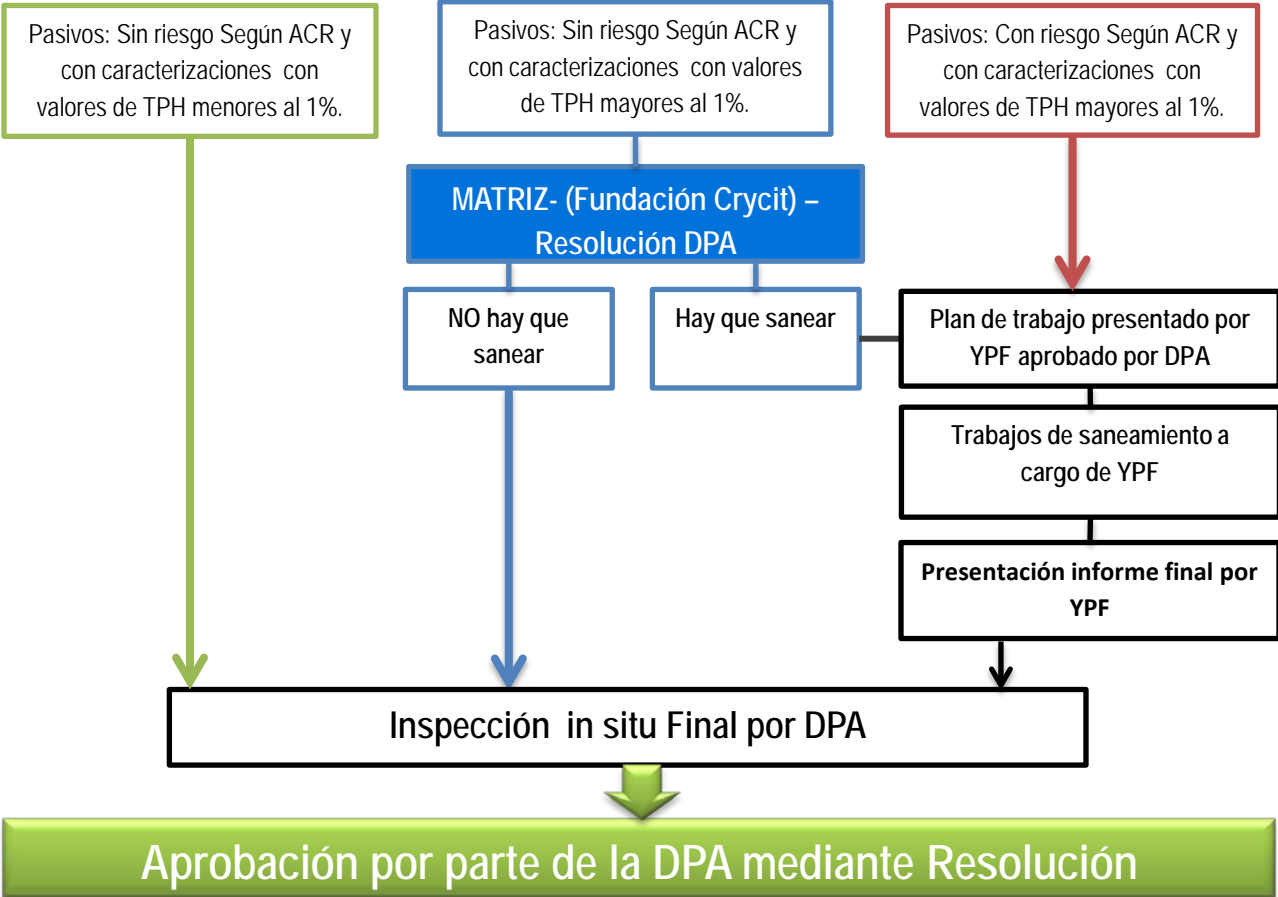 Pasivos: Sin riesgo Según ACR y
con caracterizaciones con
valores de TPH menores al 1%.
Pasivos: Sin riesgo Según ACR y
con caracterizaciones con valores
de TPH mayores al 1%.
Pasivos: Con riesgo Según ACR y
con caracterizaciones con
valores de TPH mayores al 1%.
MATRIZ- (Fundación Crycit) –
Resolución DPA
NO hay que
sanear
Hay que sanear
Plan de trabajo presentado por
YPF aprobado por DPA
Trabajos de saneamiento a
cargo de YPF
Presentación informe final por
YPF
Inspección in situ Final por DPA
Aprobación por parte de la DPA mediante Resolución